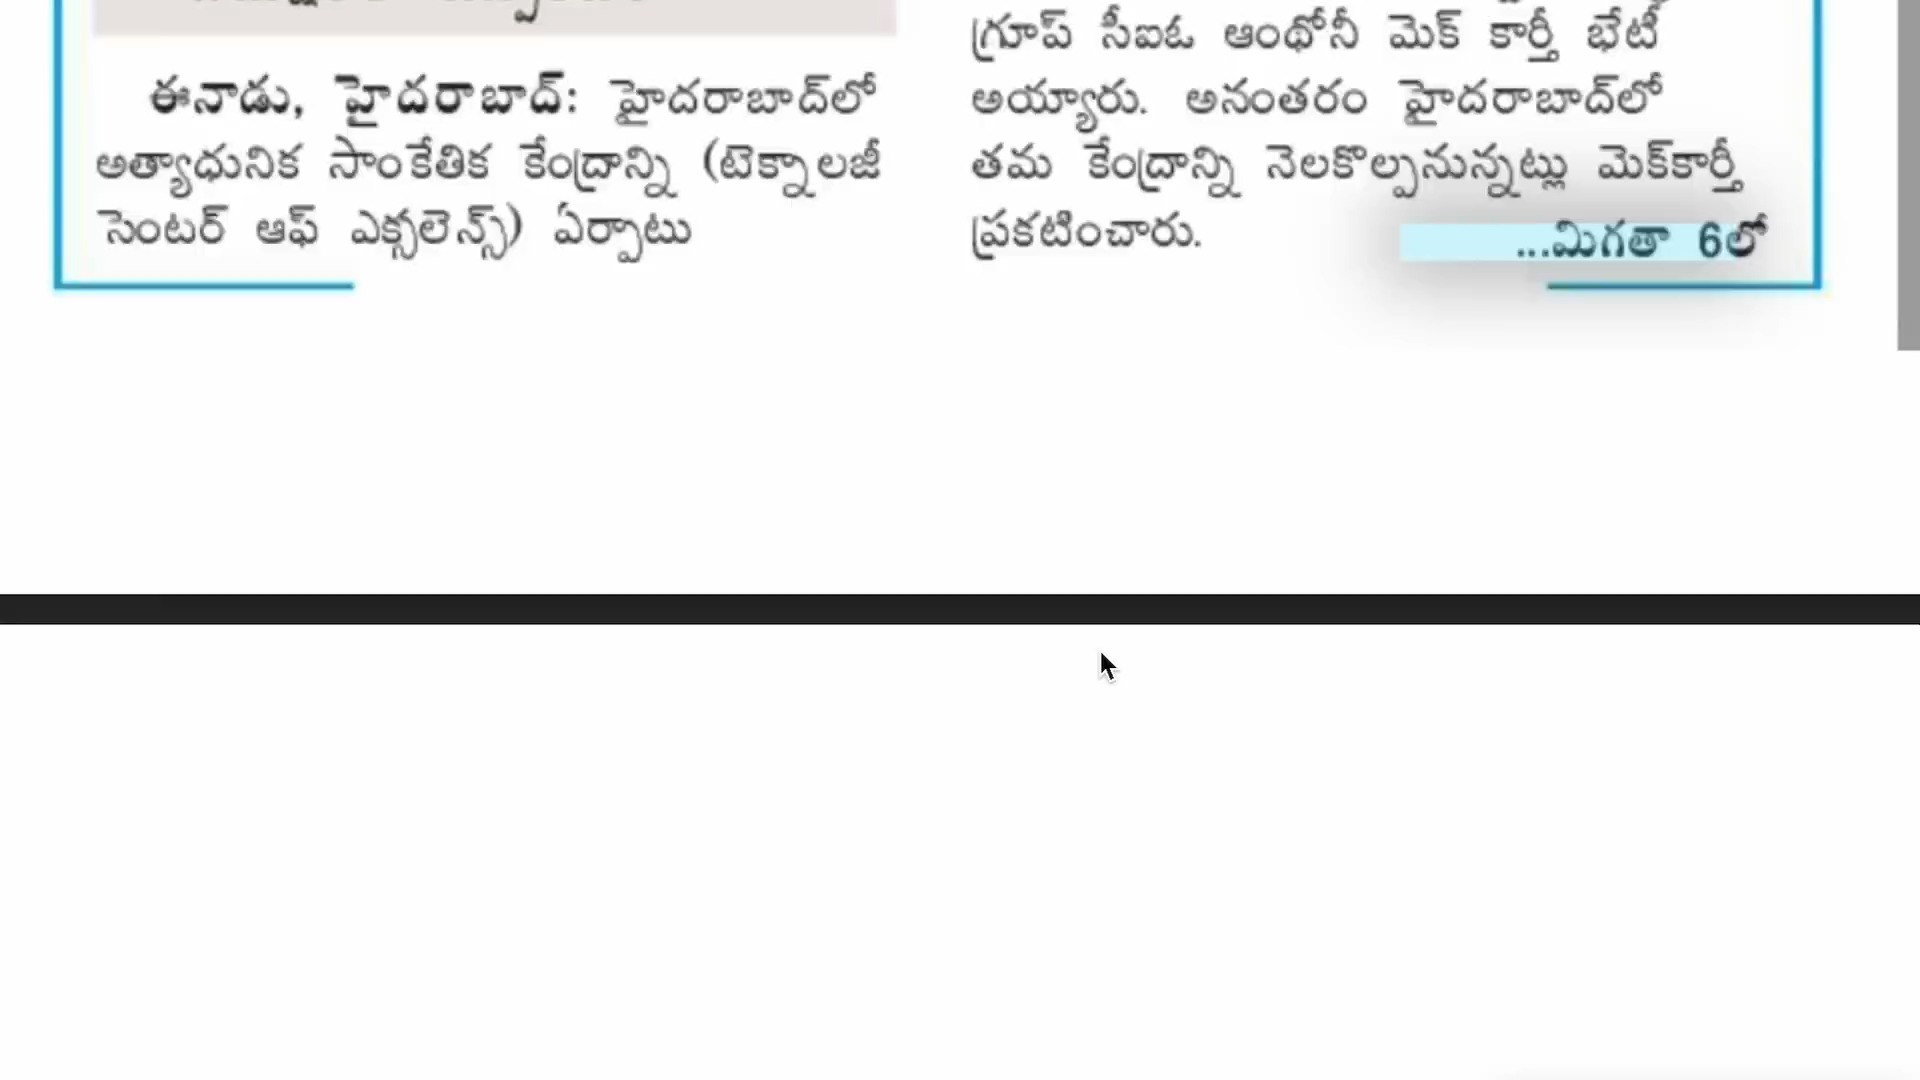 ఈనాడు, హైదరాబాద్: హైదరాబాద్‌లో
అత్యాధునిక సాంకేతిక కేంద్రాన్ని (టెక్నాలజీ
సెంటర్ ఆఫ్ ఎక్సలెన్స్) ఏర్పాటు
గ్రూప్ సీఐఓ ఆంథోనీ మెక్ కార్తీ భేటీ
అయ్యారు. అనంతరం హైదరాబాద్‌లో
తమ కేంద్రాన్ని నెలకొల్పనున్నట్లు మెక్‌కార్తీ
ప్రకటించారు.
...మిగతా 6లో